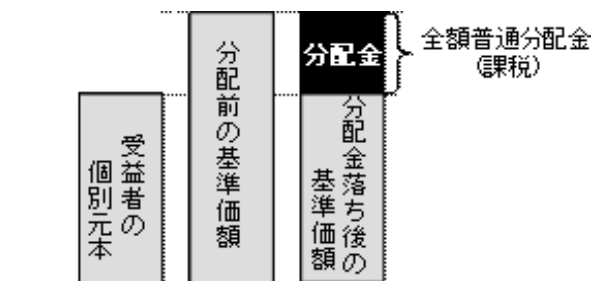 受益者の
個別元本
分配前の基準価額
分配金
分配金落ち後の
基準価額
全額普通分配金
(課税)